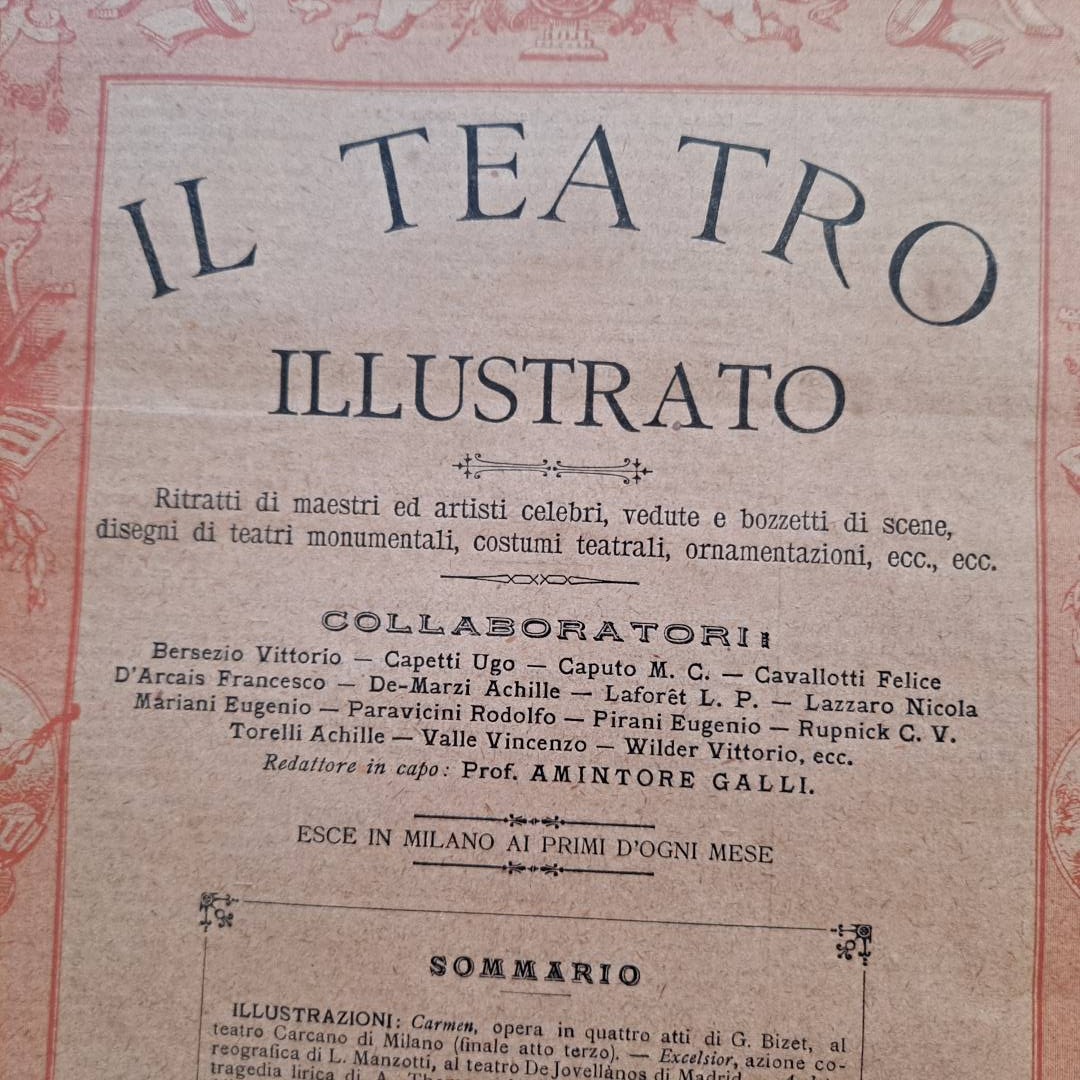 IL TEATRO
ILLUSTRATO
Ritratti di maestri ed artisti celebri, vedute e bozzetti di scene,
disegni di teatri monumentali, costumi teatrali, ornamentazioni, ecc., ecc.
COLLABORATORI:
Bersezio Vittorio — Capetti Ugo — Caputo M. C. — Cavallotti Felice
D'Arcais Francesco — De-Marzi Achille — Laforêt L. P. — Lazzaro Nicola
Mariani Eugenio — Paravicini Rodolfo — Pirani Eugenio — Rupnick C. V.
Torelli Achille — Valle Vincenzo — Wilder Vittorio, ecc.
Redattore in capo: Prof. AMINTORE GALLI.
ESCE IN MILANO AI PRIMI D'OGNI MESE
SOMMARIO
ILLUSTRAZIONI: Carmen, opera in quattro atti di G. Bizet, al
teatro Carcano di Milano (finale atto terzo). — Excelsior, azione co-
reografica di L. Manzotti, al teatro De Jovellanos di Madrid.
tragedia lirica di A.